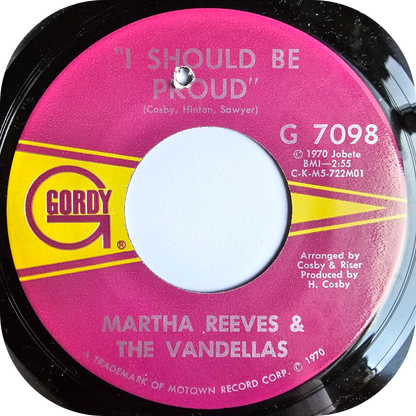 "I SHOULD BE
PROUD"
(Cosby, Hinton, Sawyer)
G 7098
© 1970 Jobete
BMI—2:55
C-K-M5-722M01
GORDY
®
Arranged by
Cosby & Riser
Produced by
H. Cosby
MARTHA REEVES &
THE VANDELLAS
A TRADEMARK OF MOTOWN RECORD CORP. © 1970